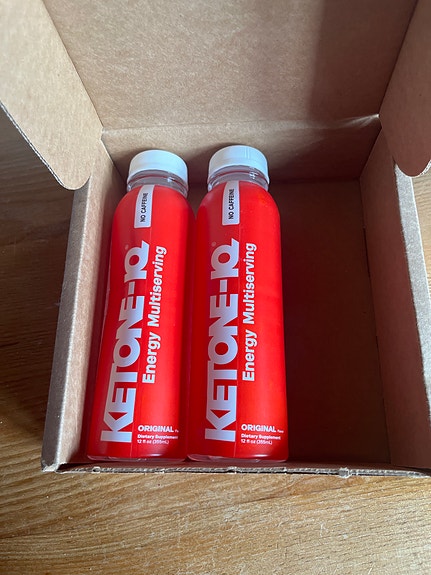 NO CAFFEINE
KETONE-IQ
Energy Multiserving
ORIGINAL
Dietary Supplement
12 fl oz (355mL)
NO CAFFEINE
KETONE-IQ
Energy Multiserving
ORIGINAL
Dietary Supplement
12 fl oz (355mL)